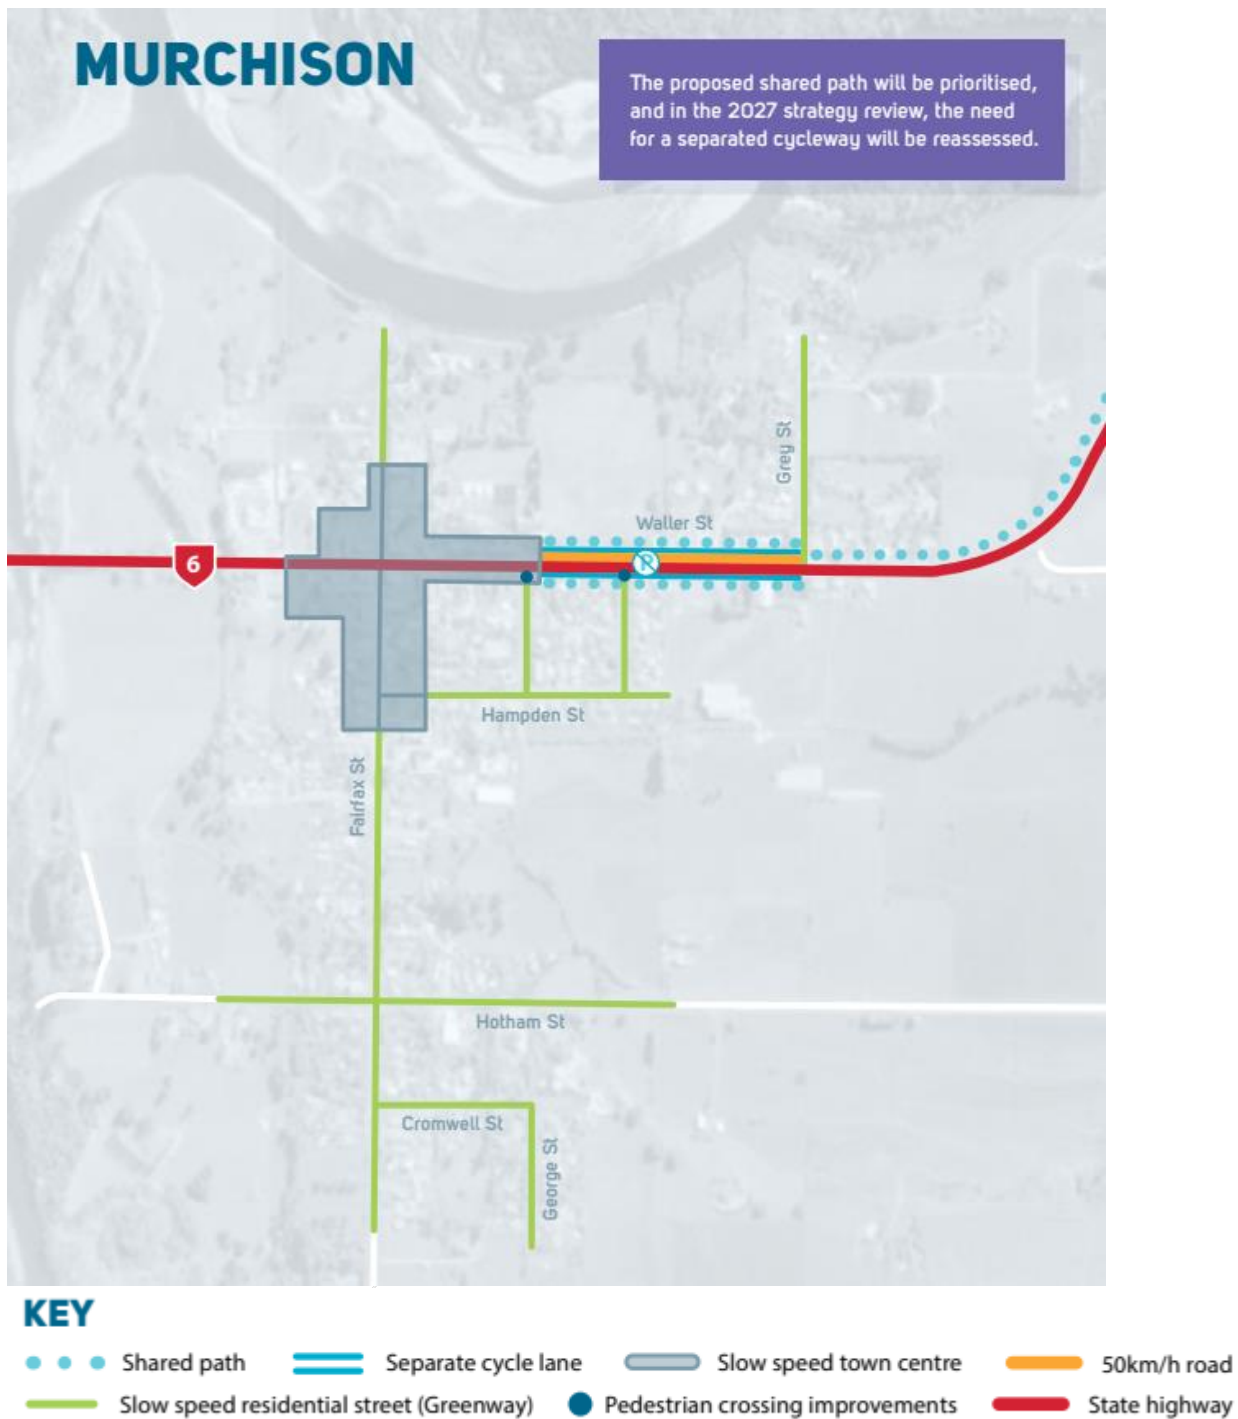 MURCHISON
The proposed shared path will be prioritised,
and in the 2027 strategy review, the need
for a separated cycleway will be reassessed.
Grey St
Waller St
6
P
Hampden St
Fairfax St
Hotham St
Cromwell St
George St
KEY
Shared path
Separate cycle lane
Slow speed town centre
50km/h road
Slow speed residential street (Greenway)
Pedestrian crossing improvements
State highway